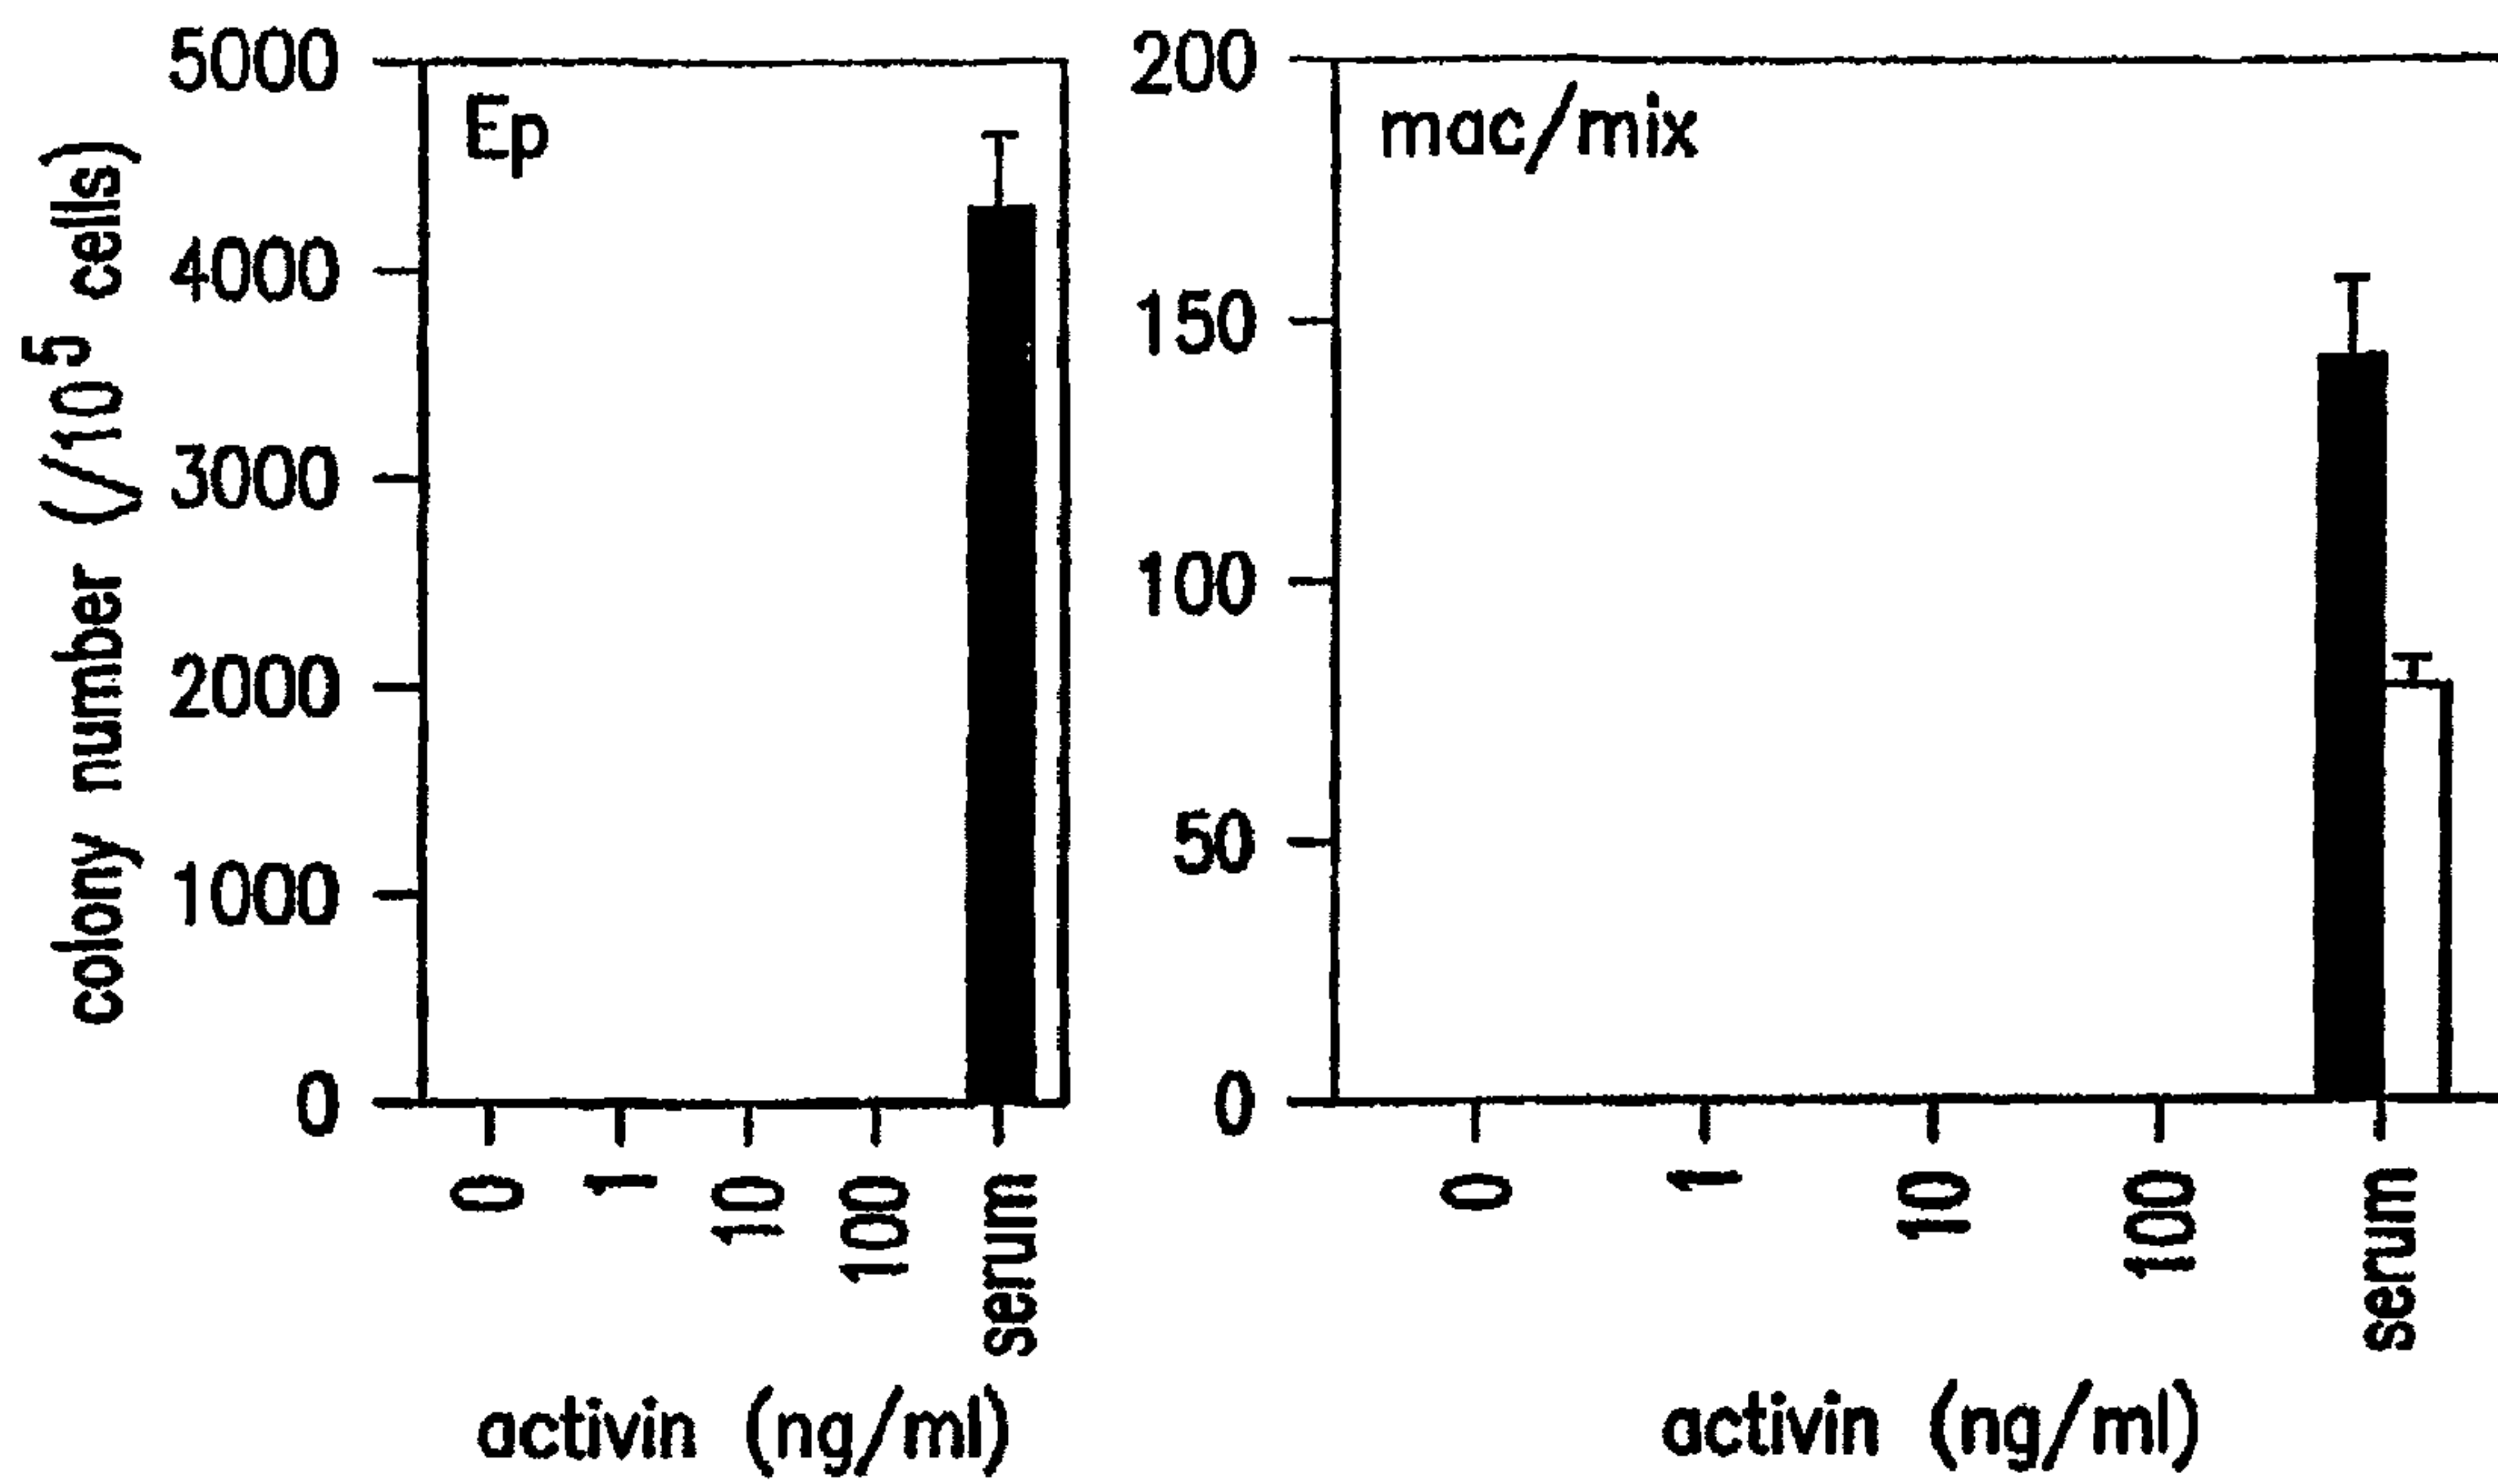 colony number (/10⁵ cells)
5000
4000
3000
2000
1000
0
Ep
0
1
10
100
serum
activin (ng/ml)
200
150
100
50
0
mac/mix
0
1
10
100
serum
activin (ng/ml)